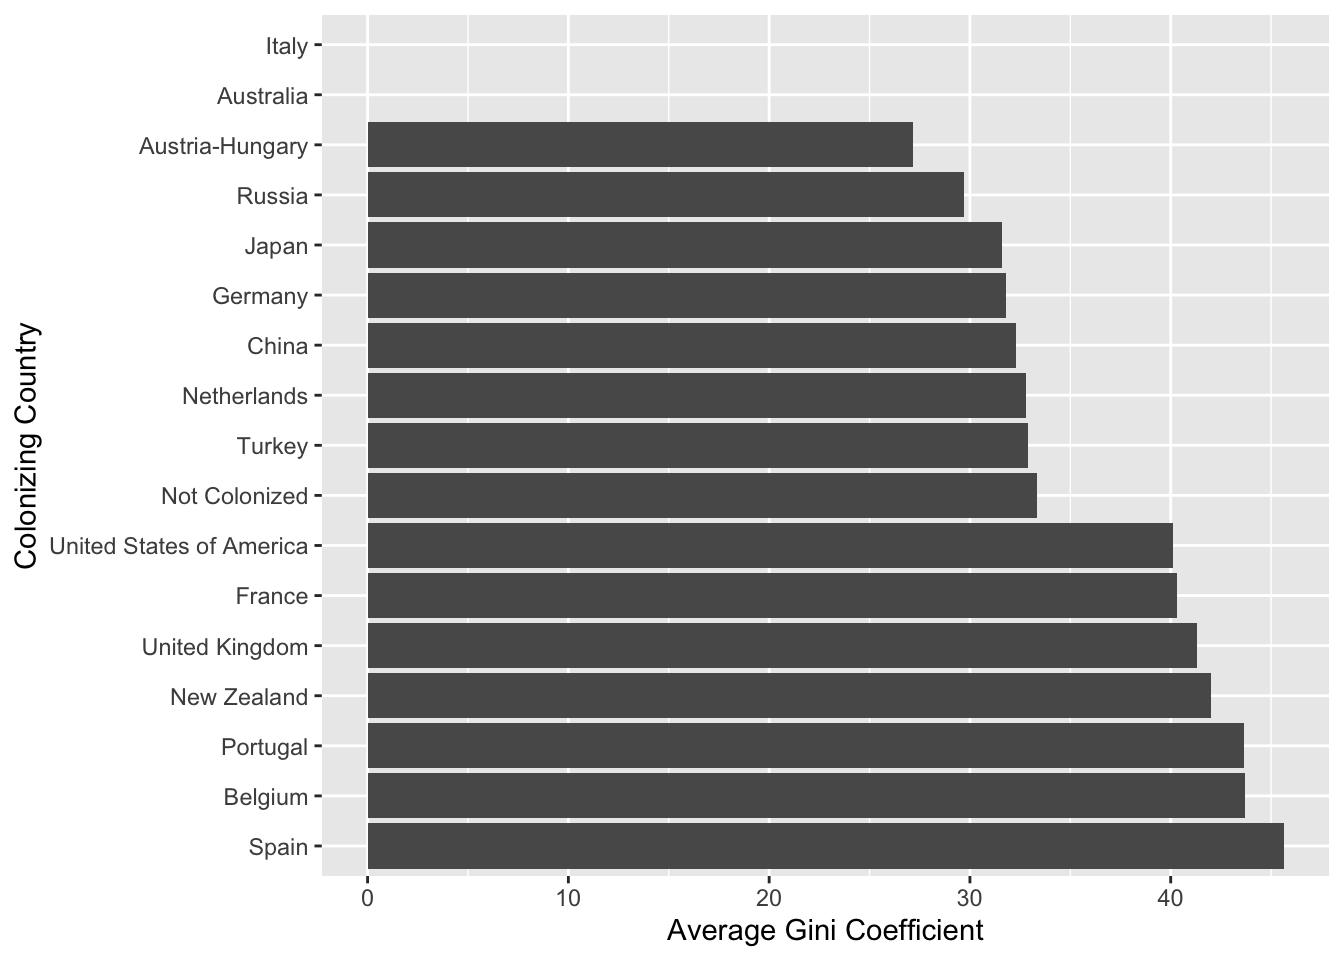 Italy
Australia
Austria-Hungary
Russia
Japan
Germany
China
Netherlands
Turkey
Not Colonized
United States of America
France
United Kingdom
New Zealand
Portugal
Belgium
Spain
Colonizing Country
0 10 20 30 40
Average Gini Coefficient